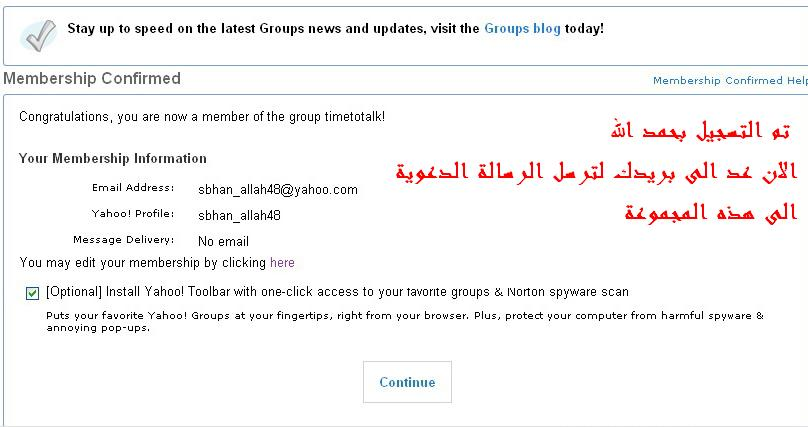 Stay up to speed on the latest Groups news and updates, visit the Groups blog today!
Membership Confirmed
Membership Confirmed Help
Congratulations, you are now a member of the group timetotalk!
تم التسجيل بحمد الله
Your Membership Information
الان عد الى بريدك لترسل الرسالة الدعوية
Email Address: sbhan_allah48@yahoo.com
Yahoo! Profile: sbhan_allah48
الى هذه المجموعة
Message Delivery: No email
You may edit your membership by clicking here
[Optional] Install Yahoo! Toolbar with one-click access to your favorite groups & Norton spyware scan
Puts your favorite Yahoo! Groups at your fingertips, right from your browser. Plus, protect your computer from harmful spyware &
annoying pop-ups.
Continue